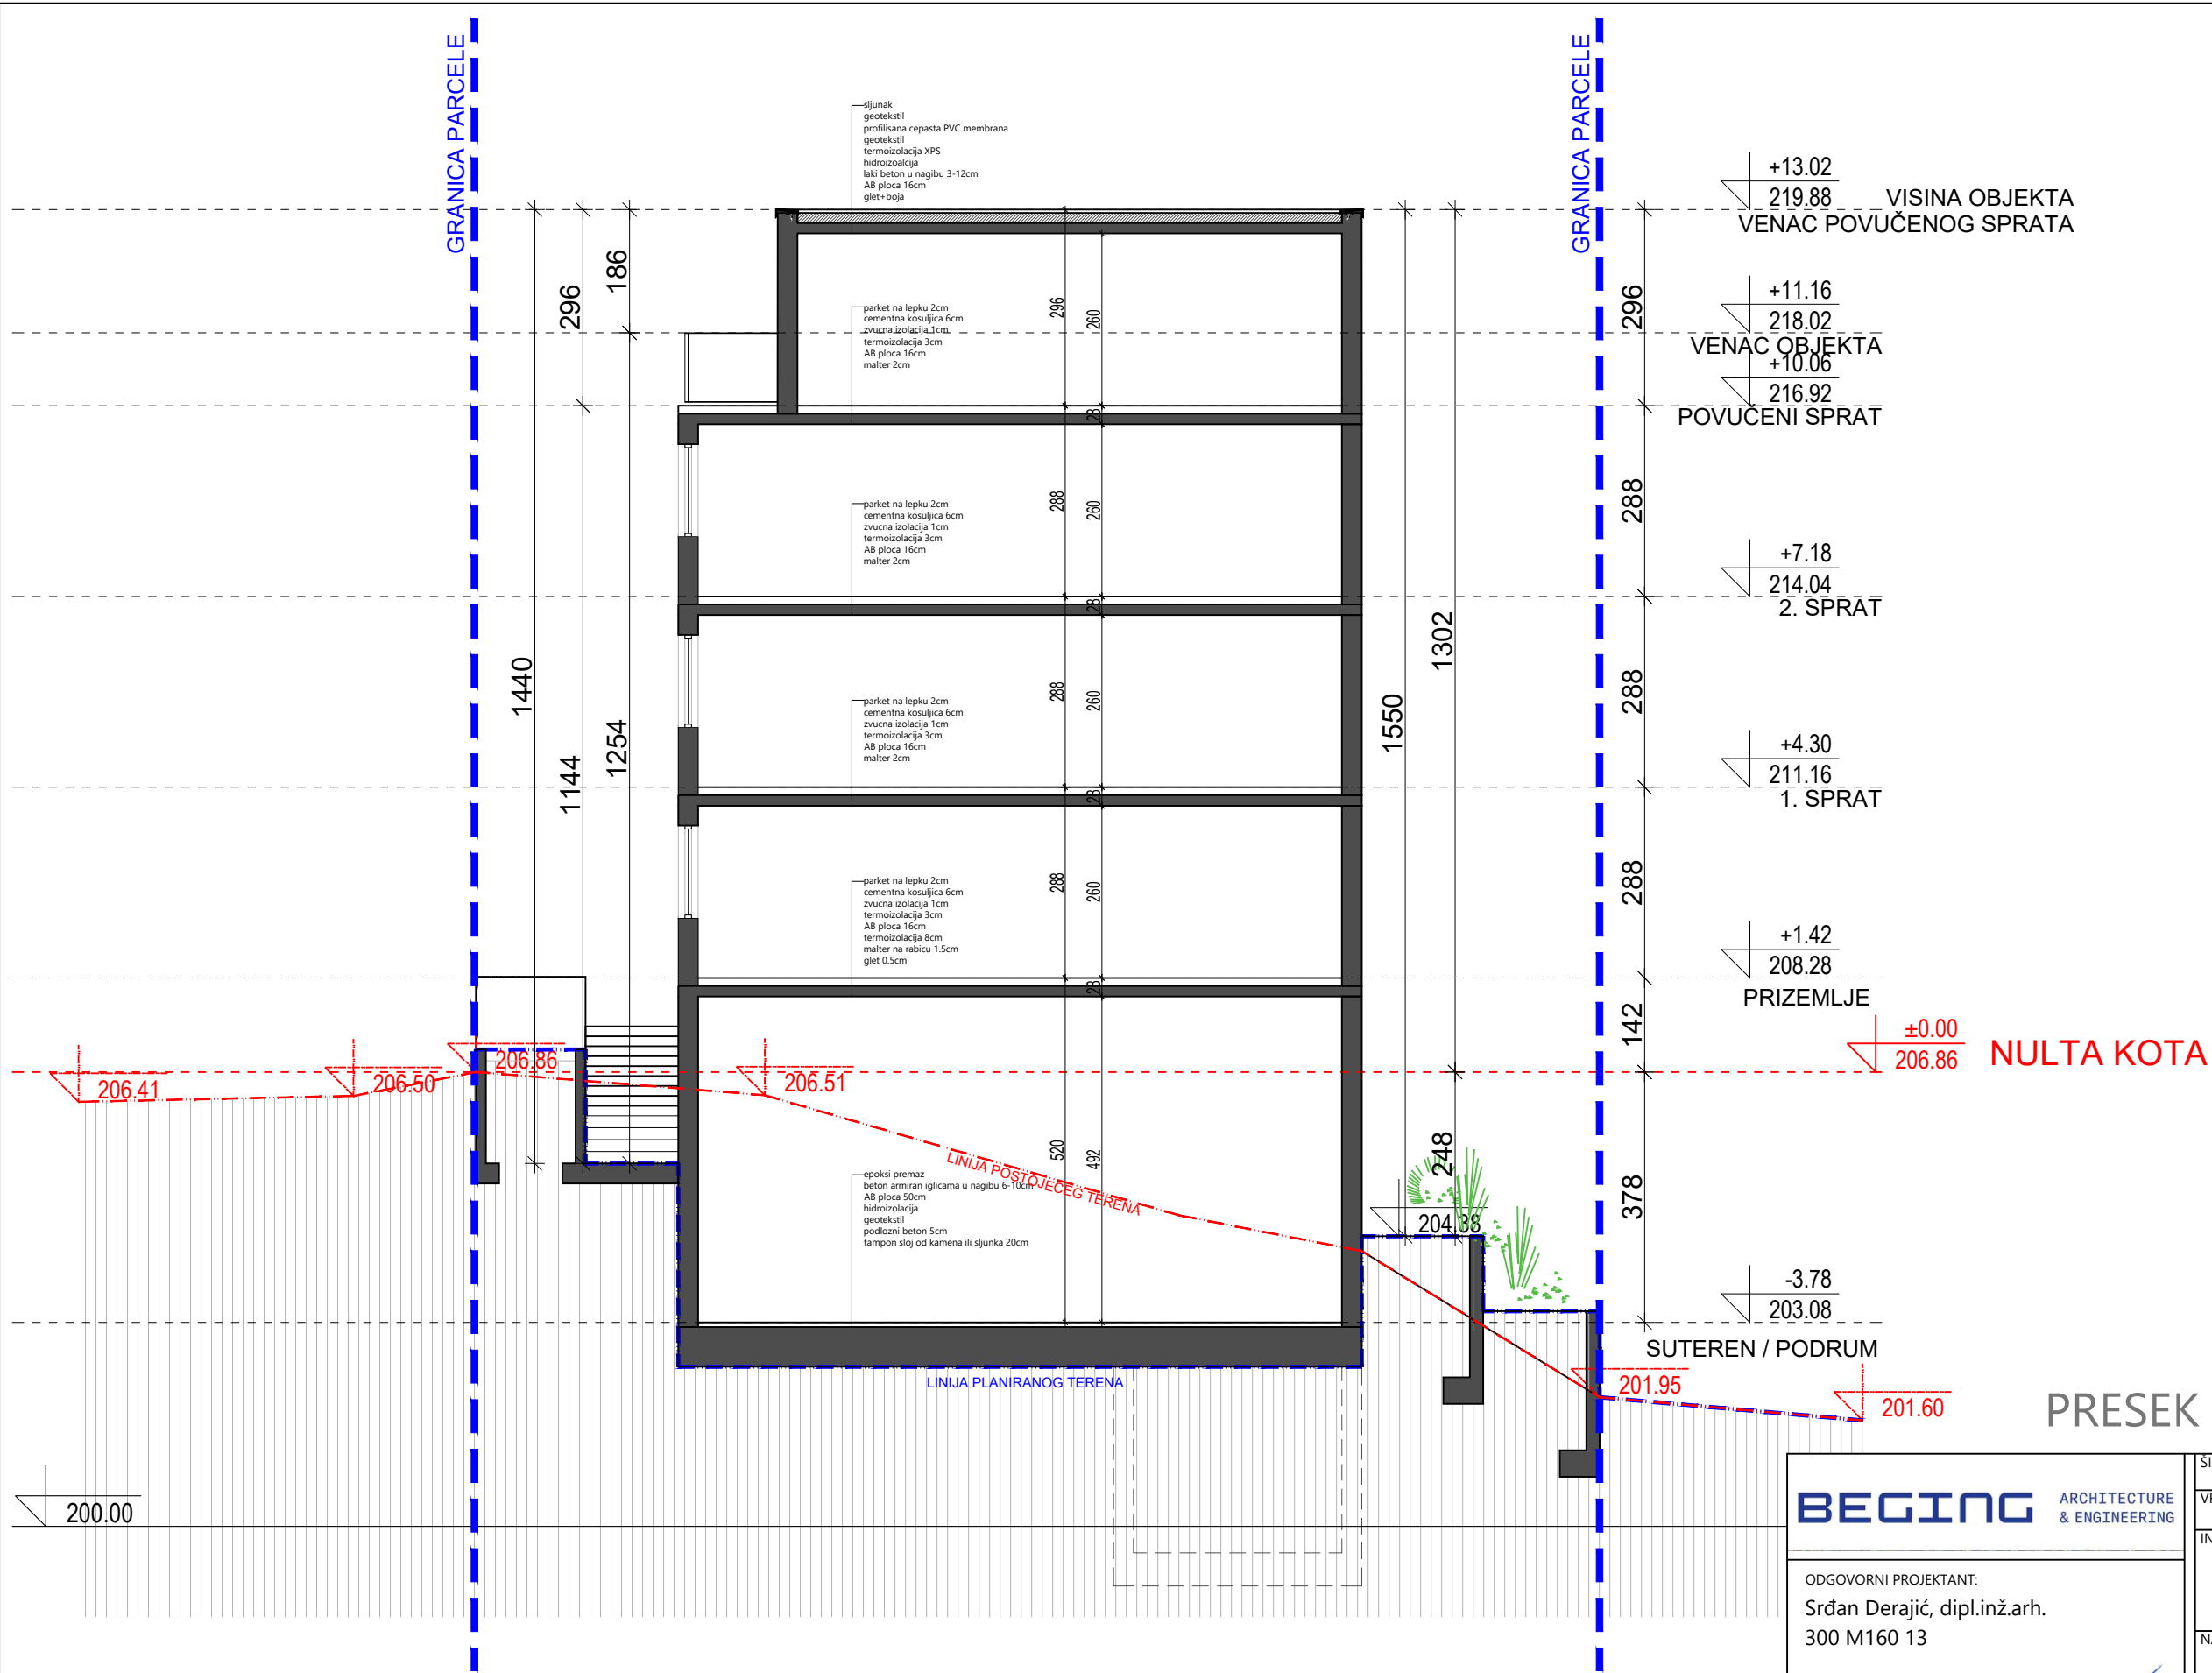 GRANICA PARCELE
GRANICA PARCELE
sljunak
geotekstil
profilisana cepasta PVC membrana
geotekstil
termoizolacija XPS
hidroizoalcija
laki beton u nagibu 3-12cm
AB ploca 16cm
glet+boja
+13.02
219.88
VISINA OBJEKTA
VENAC POVUČENOG SPRATA
186
296
296
260
296
parket na lepku 2cm
cementna kosuljica 6cm
zvucna izolacija 1cm
termoizolacija 3cm
AB ploca 16cm
malter 2cm
+11.16
218.02
VENAC OBJEKTA
+10.06
216.92
POVUČENI SPRAT
28
parket na lepku 2cm
cementna kosuljica 6cm
zvucna izolacija 1cm
termoizolacija 3cm
AB ploca 16cm
malter 2cm
288
260
288
+7.18
214.04
2. SPRAT
28
1440
1144
1254
1550
1302
parket na lepku 2cm
cementna kosuljica 6cm
zvucna izolacija 1cm
termoizolacija 3cm
AB ploca 16cm
malter 2cm
288
260
288
+4.30
211.16
1. SPRAT
28
parket na lepku 2cm
cementna kosuljica 6cm
zvucna izolacija 1cm
termoizolacija 3cm
AB ploca 16cm
termoizolacija 8cm
malter na rabicu 1.5cm
glet 0.5cm
288
260
288
+1.42
208.28
PRIZEMLJE
28
142
±0.00
206.86
NULTA KOTA
206.41
206.50
206.86
206.51
LINIJA POSTOJEĆEG TERENA
520
492
248
378
epoksi premaz
beton armiran iglicama u nagibu 6-10cm
AB ploca 50cm
hidroizolacija
geotekstil
podlozni beton 5cm
tampon sloj od kamena ili sljunka 20cm
204.38
-3.78
203.08
SUTEREN / PODRUM
LINIJA PLANIRANOG TERENA
201.95
201.60
PRESEK
200.00
BEGING
ARCHITECTURE
& ENGINEERING
ODGOVORNI PROJEKTANT:
Srđan Derajić, dipl.inž.arh.
300 M160 13